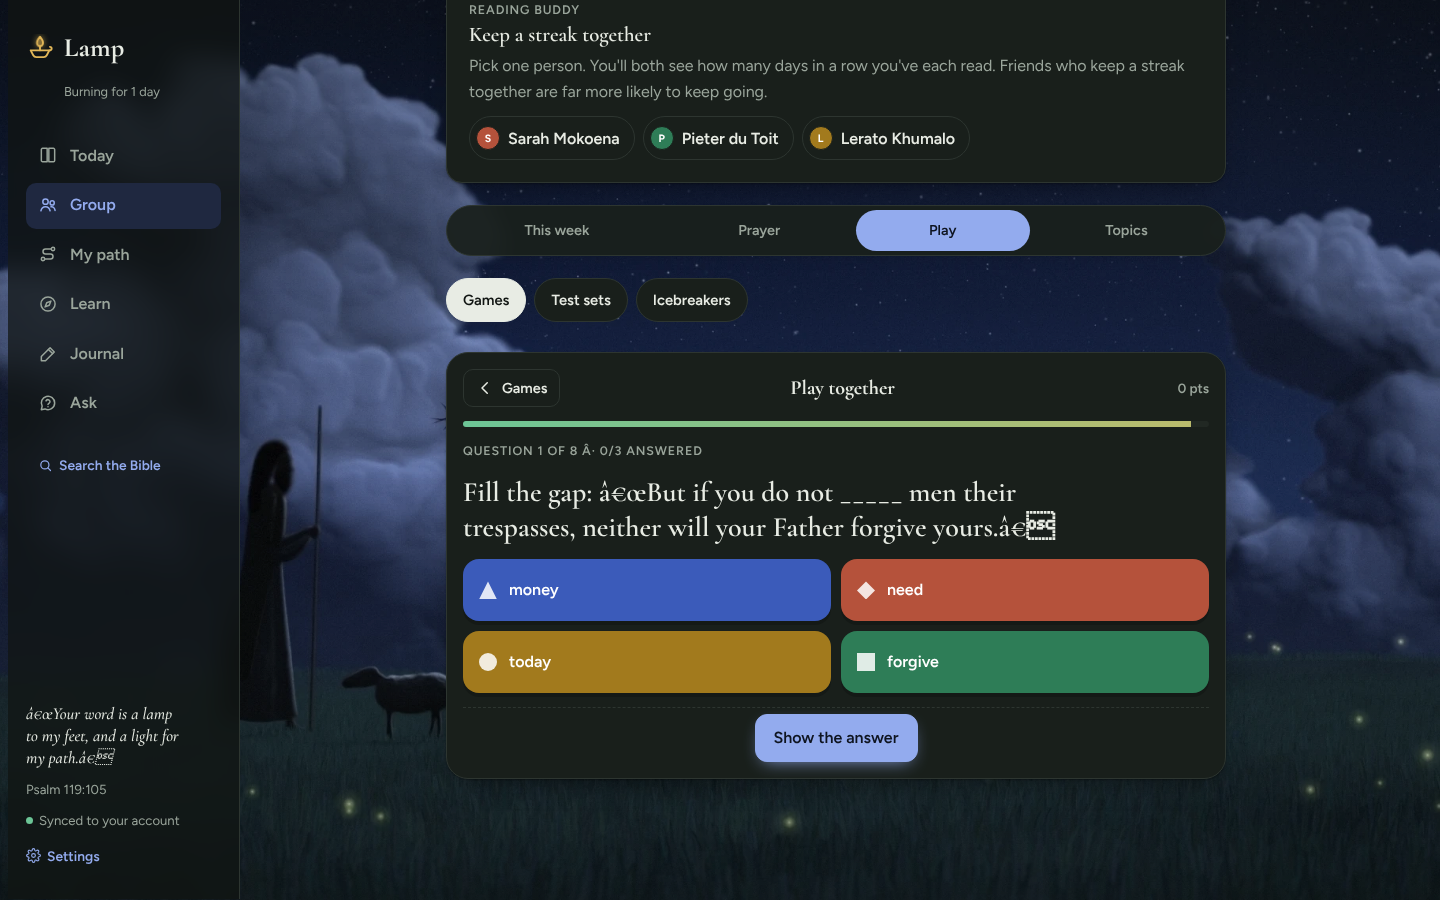 Lamp
Burning for 1 day
Today
Group
My path
Learn
Journal
Ask
Search the Bible
“Your word is a lamp
to my feet, and a light for
my path.â€
Psalm 119:105
Synced to your account
Settings
READING BUDDY
Keep a streak together
Pick one person. You'll both see how many days in a row you've each read. Friends who keep a streak
together are far more likely to keep going.
S Sarah Mokoena
P Pieter du Toit
L Lerato Khumalo
This week
Prayer
Play
Topics
Games
Test sets
Icebreakers
Games
Play together
0 pts
QUESTION 1 OF 8 Â· 0/3 ANSWERED
Fill the gap: “But if you do not _____ men their
trespasses, neither will your Father forgive yours.â€
money
need
today
forgive
Show the answer